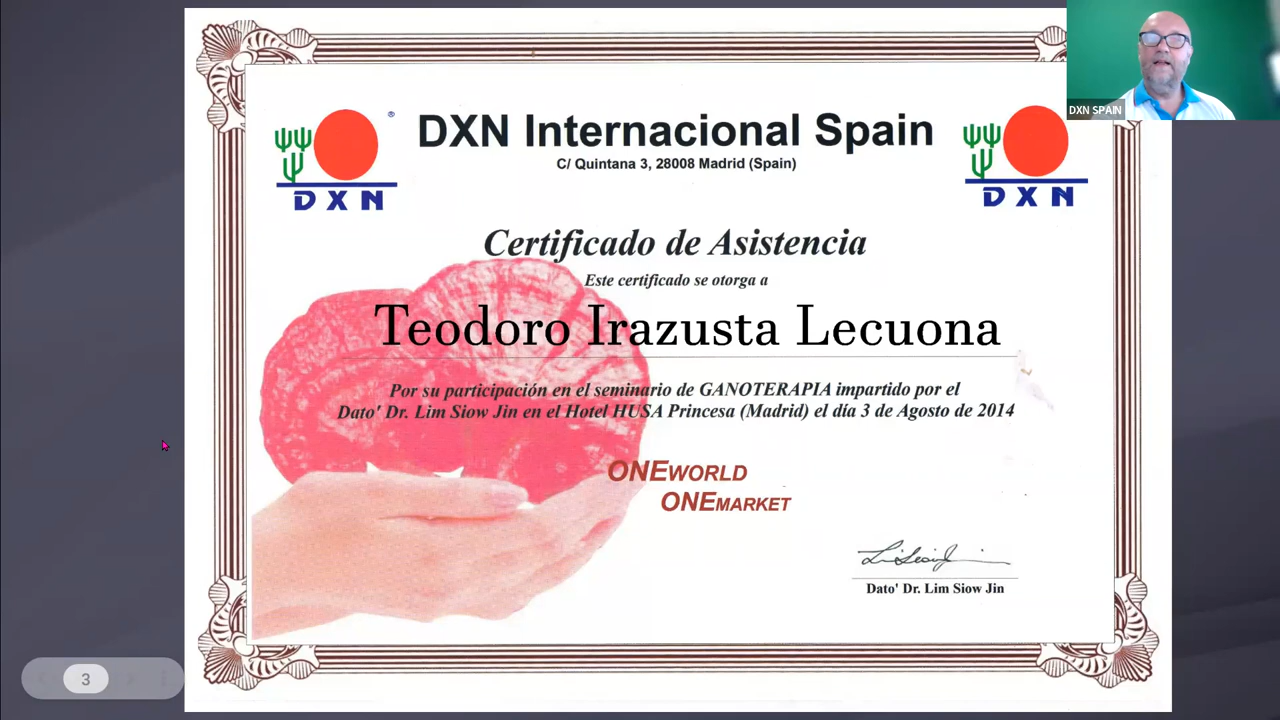 DXN SPAIN
®
DXN Internacional Spain
C/ Quintana 3, 28008 Madrid (Spain)
DXN
DXN
Certificado de Asistencia
Este certificado se otorga a
Teodoro Irazusta Lecuona
Por su participación en el seminario de GANOTERAPIA impartido por el
Dato' Dr. Lim Siow Jin en el Hotel HUSA Princesa (Madrid) el día 3 de Agosto de 2014
ONEWORLD
ONEMARKET
Dato' Dr. Lim Siow Jin
3